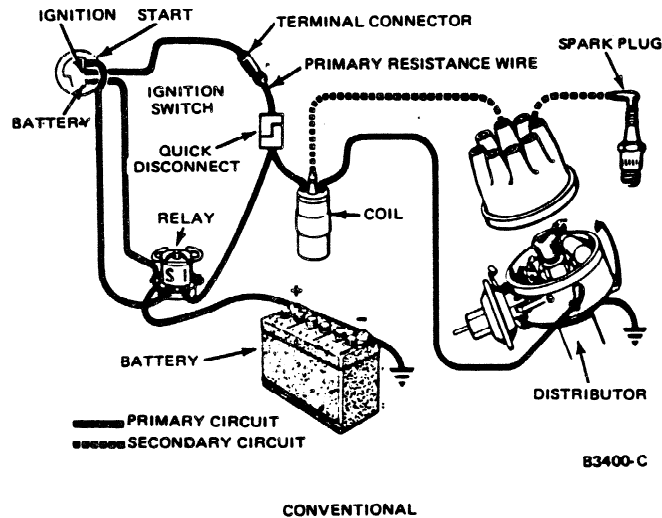 IGNITION START
TERMINAL CONNECTOR
SPARK PLUG
PRIMARY RESISTANCE WIRE
IGNITION
SWITCH
BATTERY
QUICK
DISCONNECT
RELAY
COIL
S I
+
-
BATTERY
DISTRIBUTOR
PRIMARY CIRCUIT
SECONDARY CIRCUIT
B3400-C
CONVENTIONAL